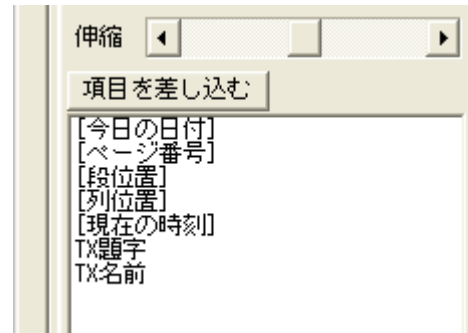 伸縮
項目を差し込む
[今日の日付]
[ページ番号]
[段位置]
[列位置]
[現在の時刻]
TX題字
TX名前